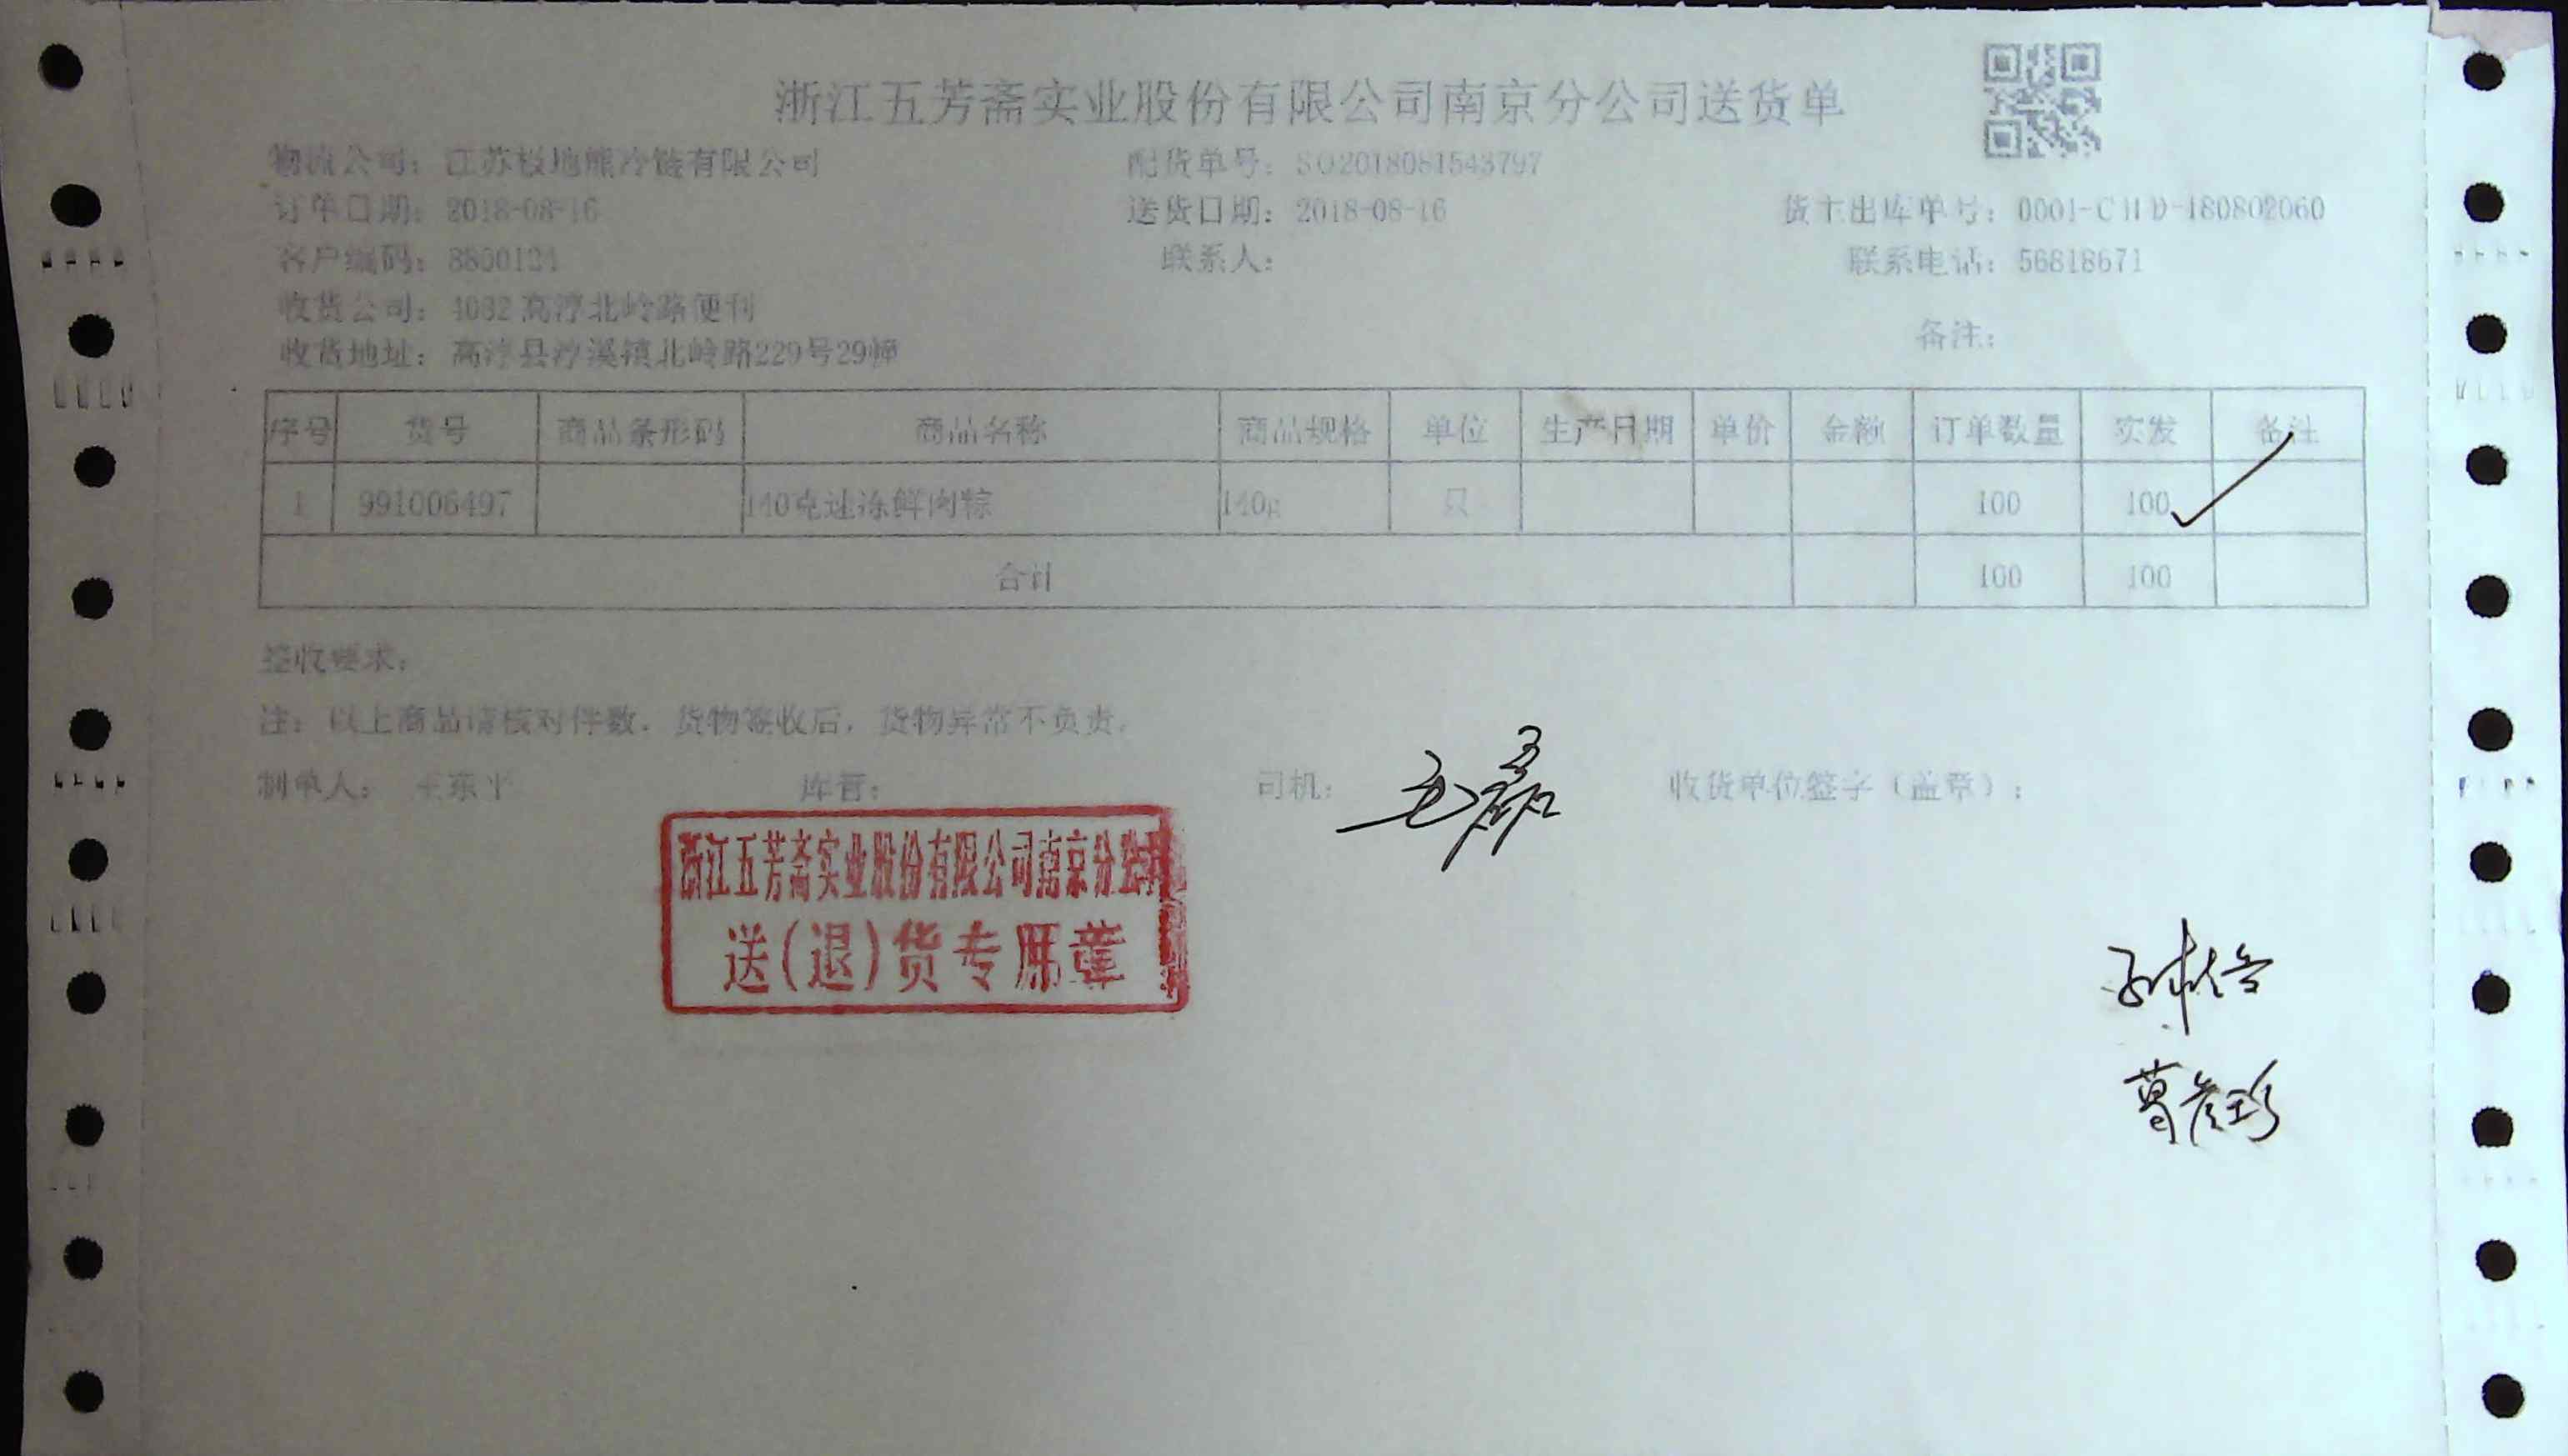 浙江五芳斋实业股份有限公司南京分公司送货单
物流公司：江苏极地熊冷链有限公司 配货单号：SO2018081543797
订单日期：2018-08-16 送货日期：2018-08-16 货主出库单号：0001-CHD-180802060
客户编码：8800124 联系人： 联系电话：56818671
收货公司：4082高淳北岭路便利
备注：
收货地址：高淳县淳溪镇北岭路229号29幢
序号 货号 商品条形码 商品名称 商品规格 单位 生产日期 单价 金额 订单数量 实发 备注
1 991006497 140克速冻鲜肉粽 140g 只 100 100
合计 100 100
签收要求：
注：以上商品请核对件数．货物签收后，货物异常不负责．
制单人： 王东平 库管： 司机： 收货单位签字（盖章）：
浙江五芳斋实业股份有限公司南京分公司
送(退)货专用章
葛彦珍